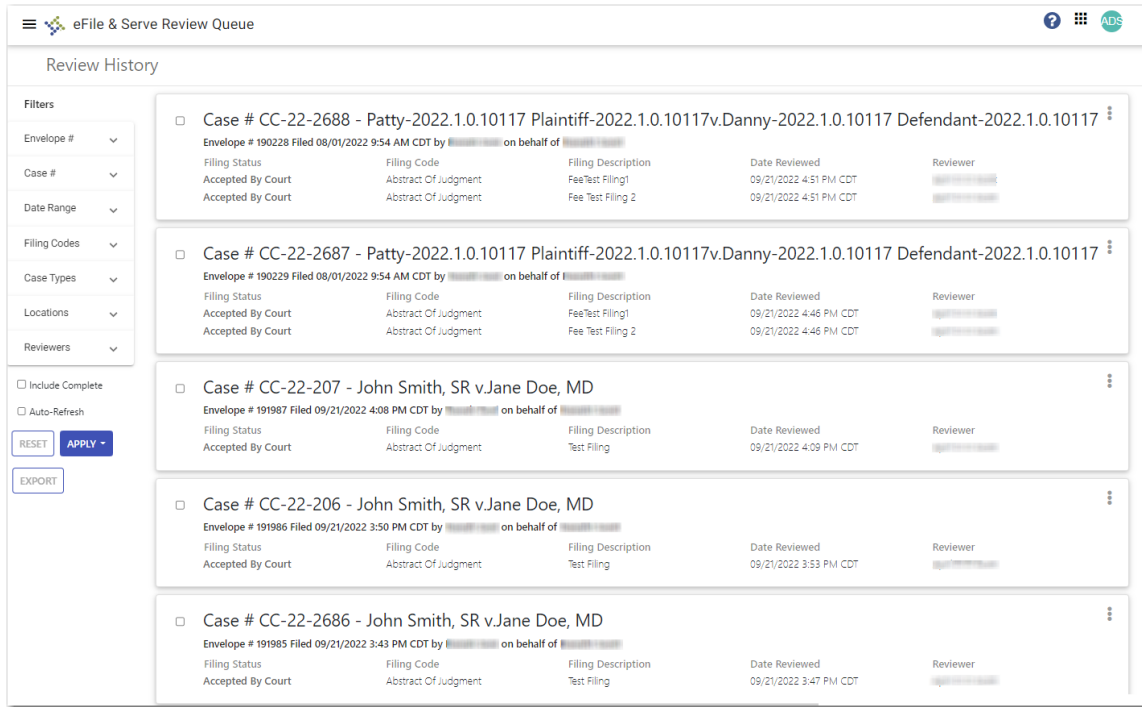 eFile & Serve Review Queue
? ADS
Review History
Filters
Envelope #
Case #
Date Range
Filing Codes
Case Types
Locations
Reviewers
Include Complete
Auto-Refresh
RESET APPLY
EXPORT
Case # CC-22-2688 - Patty-2022.1.0.10117 Plaintiff-2022.1.0.10117v.Danny-2022.1.0.10117 Defendant-2022.1.0.10117
Envelope # 190228 Filed 08/01/2022 9:54 AM CDT by on behalf of
Filing Status Filing Code Filing Description Date Reviewed Reviewer
Accepted By Court Abstract Of Judgment FeeTest Filing1 09/21/2022 4:51 PM CDT
Accepted By Court Abstract Of Judgment Fee Test Filing 2 09/21/2022 4:51 PM CDT
Case # CC-22-2687 - Patty-2022.1.0.10117 Plaintiff-2022.1.0.10117v.Danny-2022.1.0.10117 Defendant-2022.1.0.10117
Envelope # 190229 Filed 08/01/2022 9:54 AM CDT by on behalf of
Filing Status Filing Code Filing Description Date Reviewed Reviewer
Accepted By Court Abstract Of Judgment FeeTest Filing1 09/21/2022 4:46 PM CDT
Accepted By Court Abstract Of Judgment Fee Test Filing 2 09/21/2022 4:46 PM CDT
Case # CC-22-207 - John Smith, SR v.Jane Doe, MD
Envelope # 191987 Filed 09/21/2022 4:08 PM CDT by on behalf of
Filing Status Filing Code Filing Description Date Reviewed Reviewer
Accepted By Court Abstract Of Judgment Test Filing 09/21/2022 4:09 PM CDT
Case # CC-22-206 - John Smith, SR v.Jane Doe, MD
Envelope # 191986 Filed 09/21/2022 3:50 PM CDT by on behalf of
Filing Status Filing Code Filing Description Date Reviewed Reviewer
Accepted By Court Abstract Of Judgment Test Filing 09/21/2022 3:53 PM CDT
Case # CC-22-2686 - John Smith, SR v.Jane Doe, MD
Envelope # 191985 Filed 09/21/2022 3:43 PM CDT by on behalf of
Filing Status Filing Code Filing Description Date Reviewed Reviewer
Accepted By Court Abstract Of Judgment Test Filing 09/21/2022 3:47 PM CDT